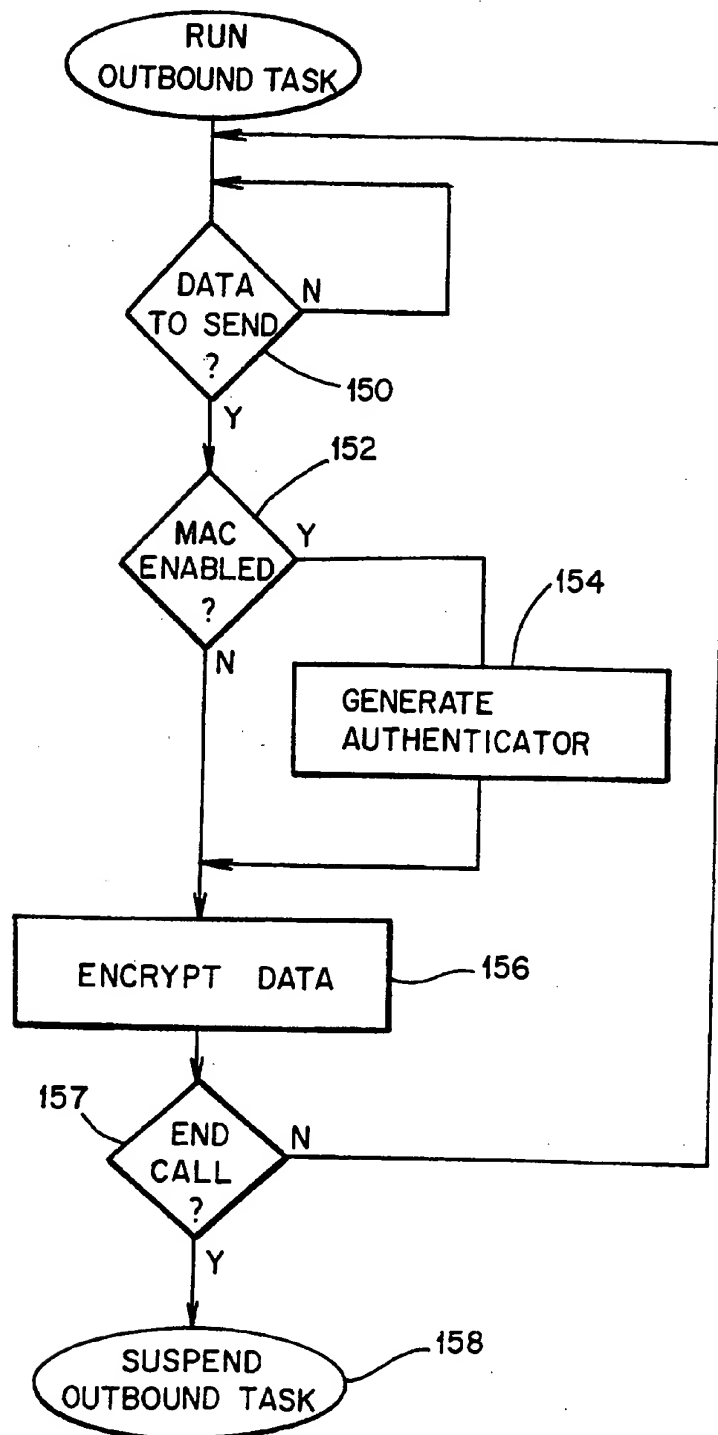 RUN
OUTBOUND TASK
DATA
TO SEND
?
N
150
Y
152
MAC
ENABLED
?
Y
154
N
GENERATE
AUTHENTICATOR
ENCRYPT DATA
156
157
END
CALL
?
N
Y
SUSPEND
OUTBOUND TASK
158